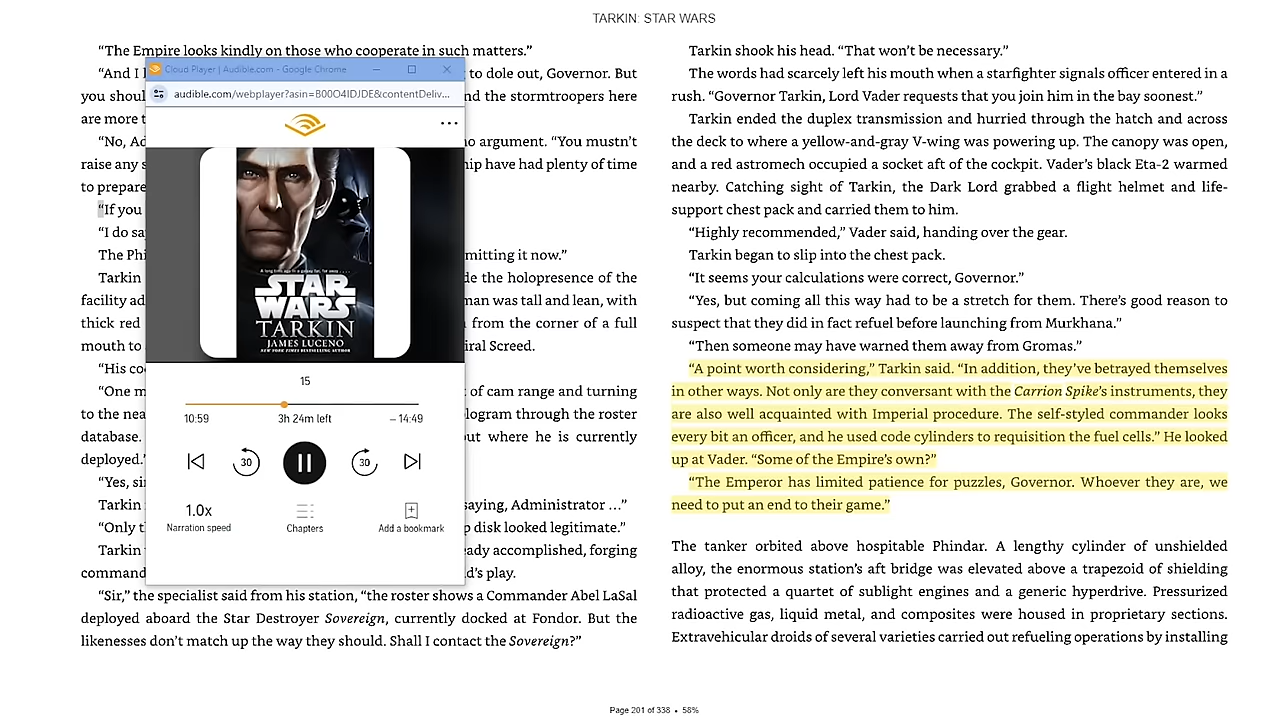 TARKIN: STAR WARS
“The Empire looks kindly on those who cooperate in such matters.”
“And I
to dole out, Governor. But
you shoul
nd the stormtroopers here
are more t
“No, Ad
no argument. “You mustn’t
raise any s
hip have had plenty of time
to prepare
“If you
“I do sa
The Phi
mitting it now.”
Tarkin
de the holopresence of the
facility ad
man was tall and lean, with
thick red
from the corner of a full
mouth to
iral Screed.
“His co
“One m
t of cam range and turning
to the nea
logram through the roster
database.
out where he is currently
deployed.”
“Yes, sir
Tarkin
saying, Administrator …”
“Only t
p disk looked legitimate.”
Tarkin
eady accomplished, forging
command
d’s play.
“Sir,” the specialist said from his station, “the roster shows a Commander Abel LaSal
deployed aboard the Star Destroyer Sovereign, currently docked at Fondor. But the
likenesses don’t match up the way they should. Shall I contact the Sovereign?”
Cloud Player | Audible.com - Google Chrome
audible.com/webplayer?asin=B00O4IDJDE&contentDeliv...
A long time ago in a galaxy far, far away. . . .
STAR
WARS
TARKIN
JAMES LUCENO
NEW YORK TIMES BESTSELLING AUTHOR
15
10:59
3h 24m left
– 14:49
30
30
1.0x
Narration speed
Chapters
Add a bookmark
Tarkin shook his head. “That won’t be necessary.”
The words had scarcely left his mouth when a starfighter signals officer entered in a
rush. “Governor Tarkin, Lord Vader requests that you join him in the bay soonest.”
Tarkin ended the duplex transmission and hurried through the hatch and across
the deck to where a yellow-and-gray V-wing was powering up. The canopy was open,
and a red astromech occupied a socket aft of the cockpit. Vader’s black Eta-2 warmed
nearby. Catching sight of Tarkin, the Dark Lord grabbed a flight helmet and life-
support chest pack and carried them to him.
“Highly recommended,” Vader said, handing over the gear.
Tarkin began to slip into the chest pack.
“It seems your calculations were correct, Governor.”
“Yes, but coming all this way had to be a stretch for them. There’s good reason to
suspect that they did in fact refuel before launching from Murkhana.”
“Then someone may have warned them away from Gromas.”
“A point worth considering,” Tarkin said. “In addition, they’ve betrayed themselves
in other ways. Not only are they conversant with the Carrion Spike’s instruments, they
are also well acquainted with Imperial procedure. The self-styled commander looks
every bit an officer, and he used code cylinders to requisition the fuel cells.” He looked
up at Vader. “Some of the Empire’s own?”
“The Emperor has limited patience for puzzles, Governor. Whoever they are, we
need to put an end to their game.”
The tanker orbited above hospitable Phindar. A lengthy cylinder of unshielded
alloy, the enormous station’s aft bridge was elevated above a trapezoid of shielding
that protected a quartet of sublight engines and a generic hyperdrive. Pressurized
radioactive gas, liquid metal, and composites were housed in proprietary sections.
Extravehicular droids of several varieties carried out refueling operations by installing
Page 201 of 338 • 58%